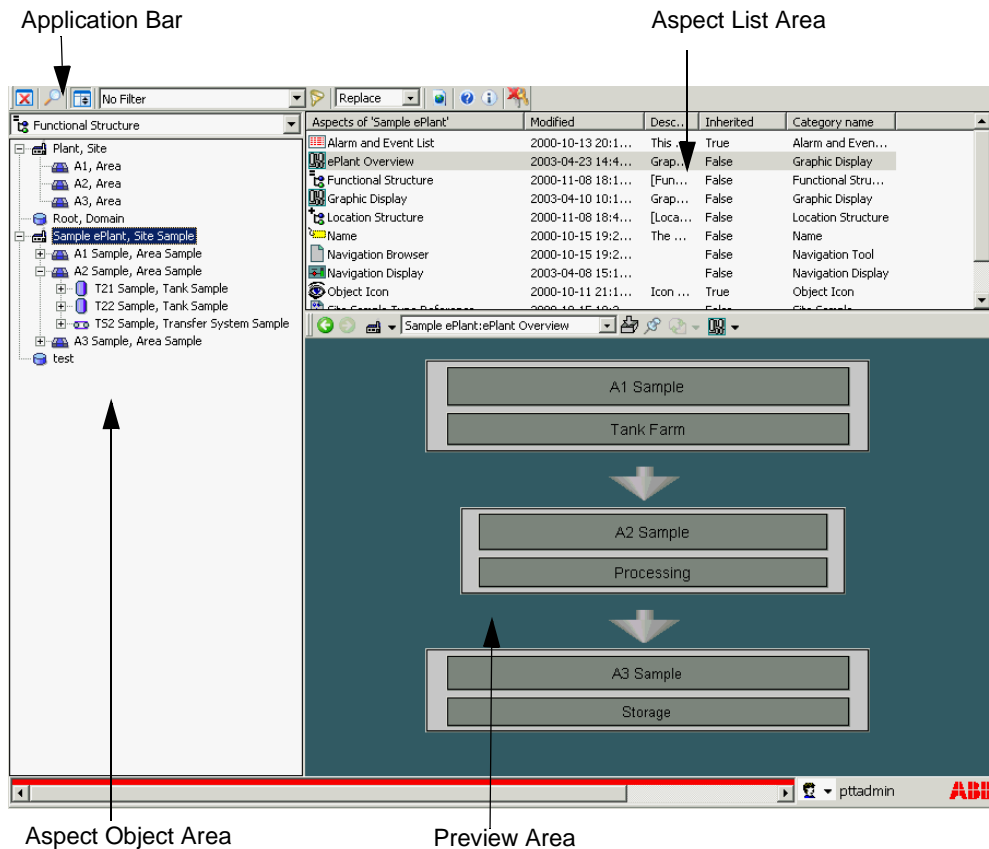 Application Bar
Aspect List Area
No Filter
Replace
Functional Structure
Plant, Site
A1, Area
A2, Area
A3, Area
Root, Domain
Sample ePlant, Site Sample
A1 Sample, Area Sample
A2 Sample, Area Sample
T21 Sample, Tank Sample
T22 Sample, Tank Sample
TS2 Sample, Transfer System Sample
A3 Sample, Area Sample
test
Aspects of 'Sample ePlant' Modified Desc... Inherited Category name
Alarm and Event List 2000-10-13 20:1... This ... True Alarm and Even...
ePlant Overview 2003-04-23 14:4... Grap... False Graphic Display
Functional Structure 2000-11-08 18:1... [Fun... False Functional Stru...
Graphic Display 2003-04-10 10:1... Grap... False Graphic Display
Location Structure 2000-11-08 18:4... [Loca... False Location Structure
Name 2000-10-15 19:2... The ... False Name
Navigation Browser 2000-10-15 19:2... False Navigation Tool
Navigation Display 2003-04-08 15:1... False Navigation Display
Object Icon 2000-10-11 21:1... Icon ... True Object Icon
Sample ePlant:ePlant Overview
A1 Sample
Tank Farm
A2 Sample
Processing
A3 Sample
Storage
pttadmin
ABB
Aspect Object Area
Preview Area